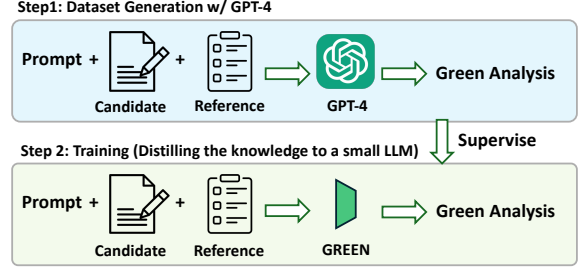 Step1: Dataset Generation w/ GPT-4
Prompt + + Green Analysis
Candidate Reference GPT-4
Supervise
Step 2: Training (Distilling the knowledge to a small LLM)
Prompt + + Green Analysis
Candidate Reference GREEN